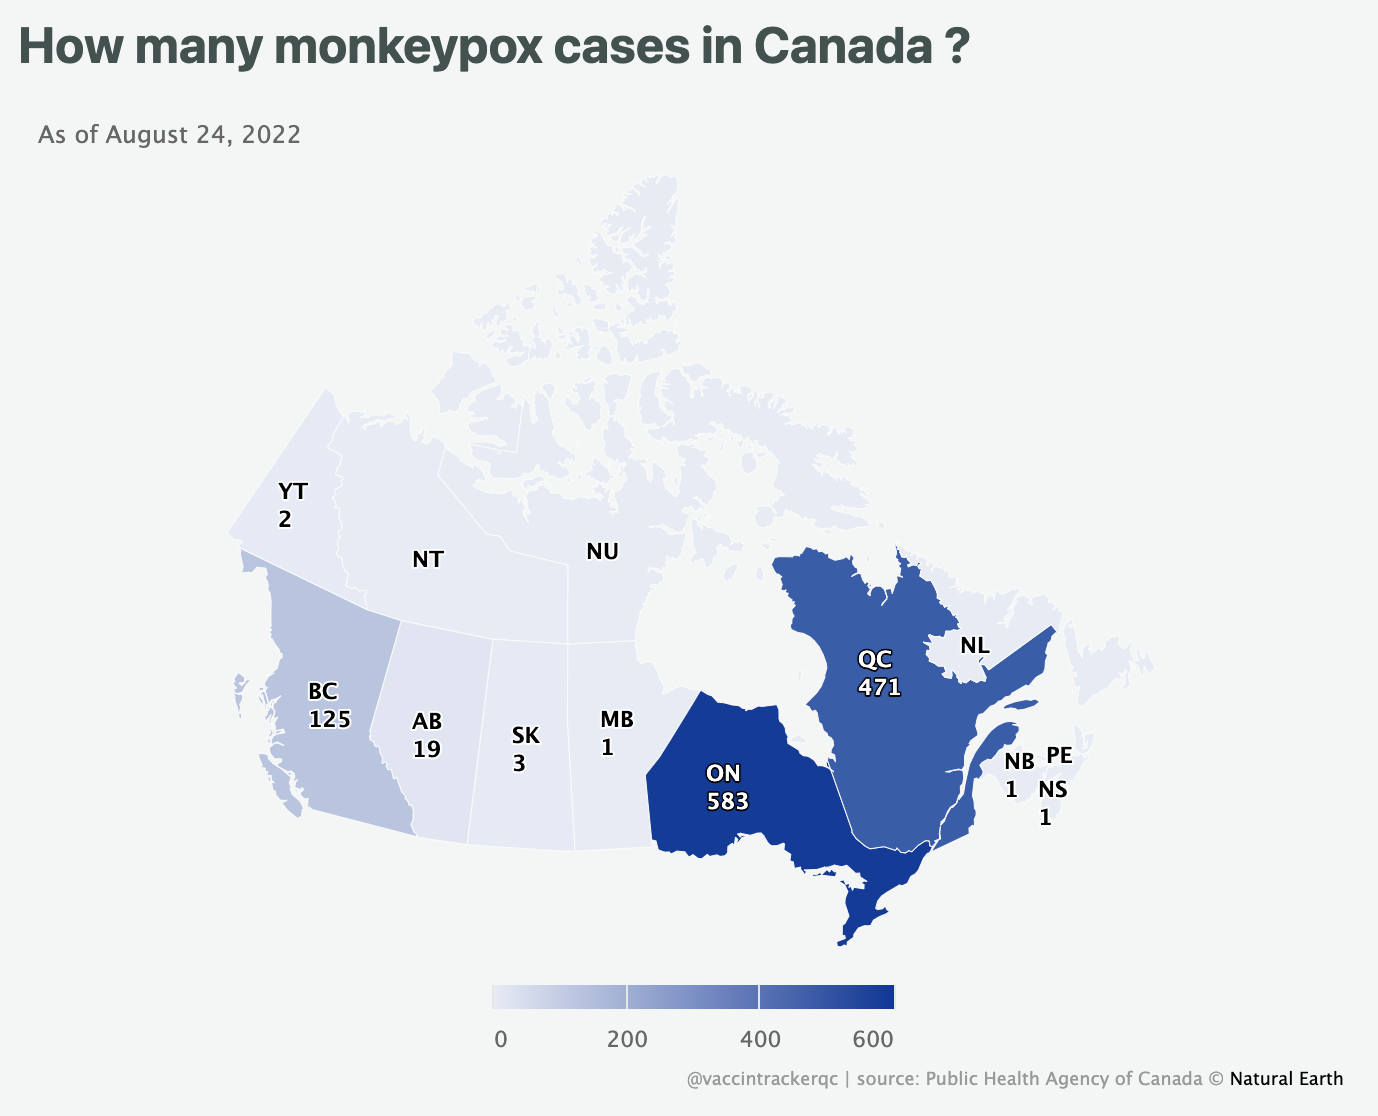 How many monkeypox cases in Canada ?
As of August 24, 2022
YT
2
NT
NU
BC
125
AB
19
SK
3
MB
1
ON
583
QC
471
NL
NB
1
PE
NS
1
0 200 400 600
@vaccintrackerqc | source: Public Health Agency of Canada © Natural Earth